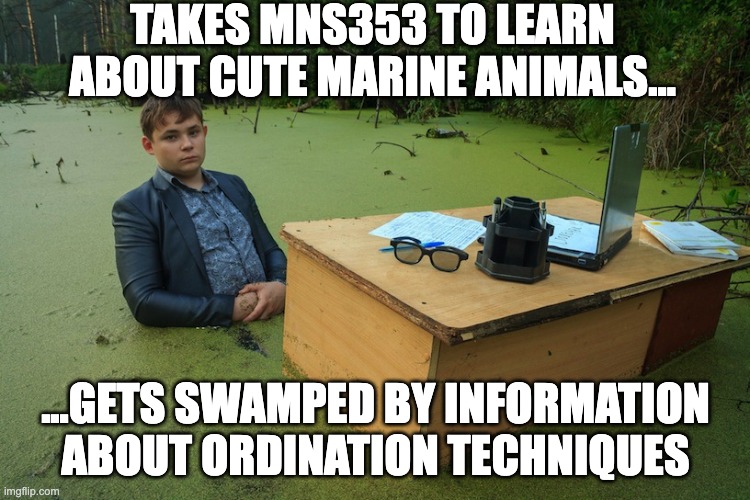 TAKES MNS353 TO LEARN
ABOUT CUTE MARINE ANIMALS...
...GETS SWAMPED BY INFORMATION
ABOUT ORDINATION TECHNIQUES
imgflip.com